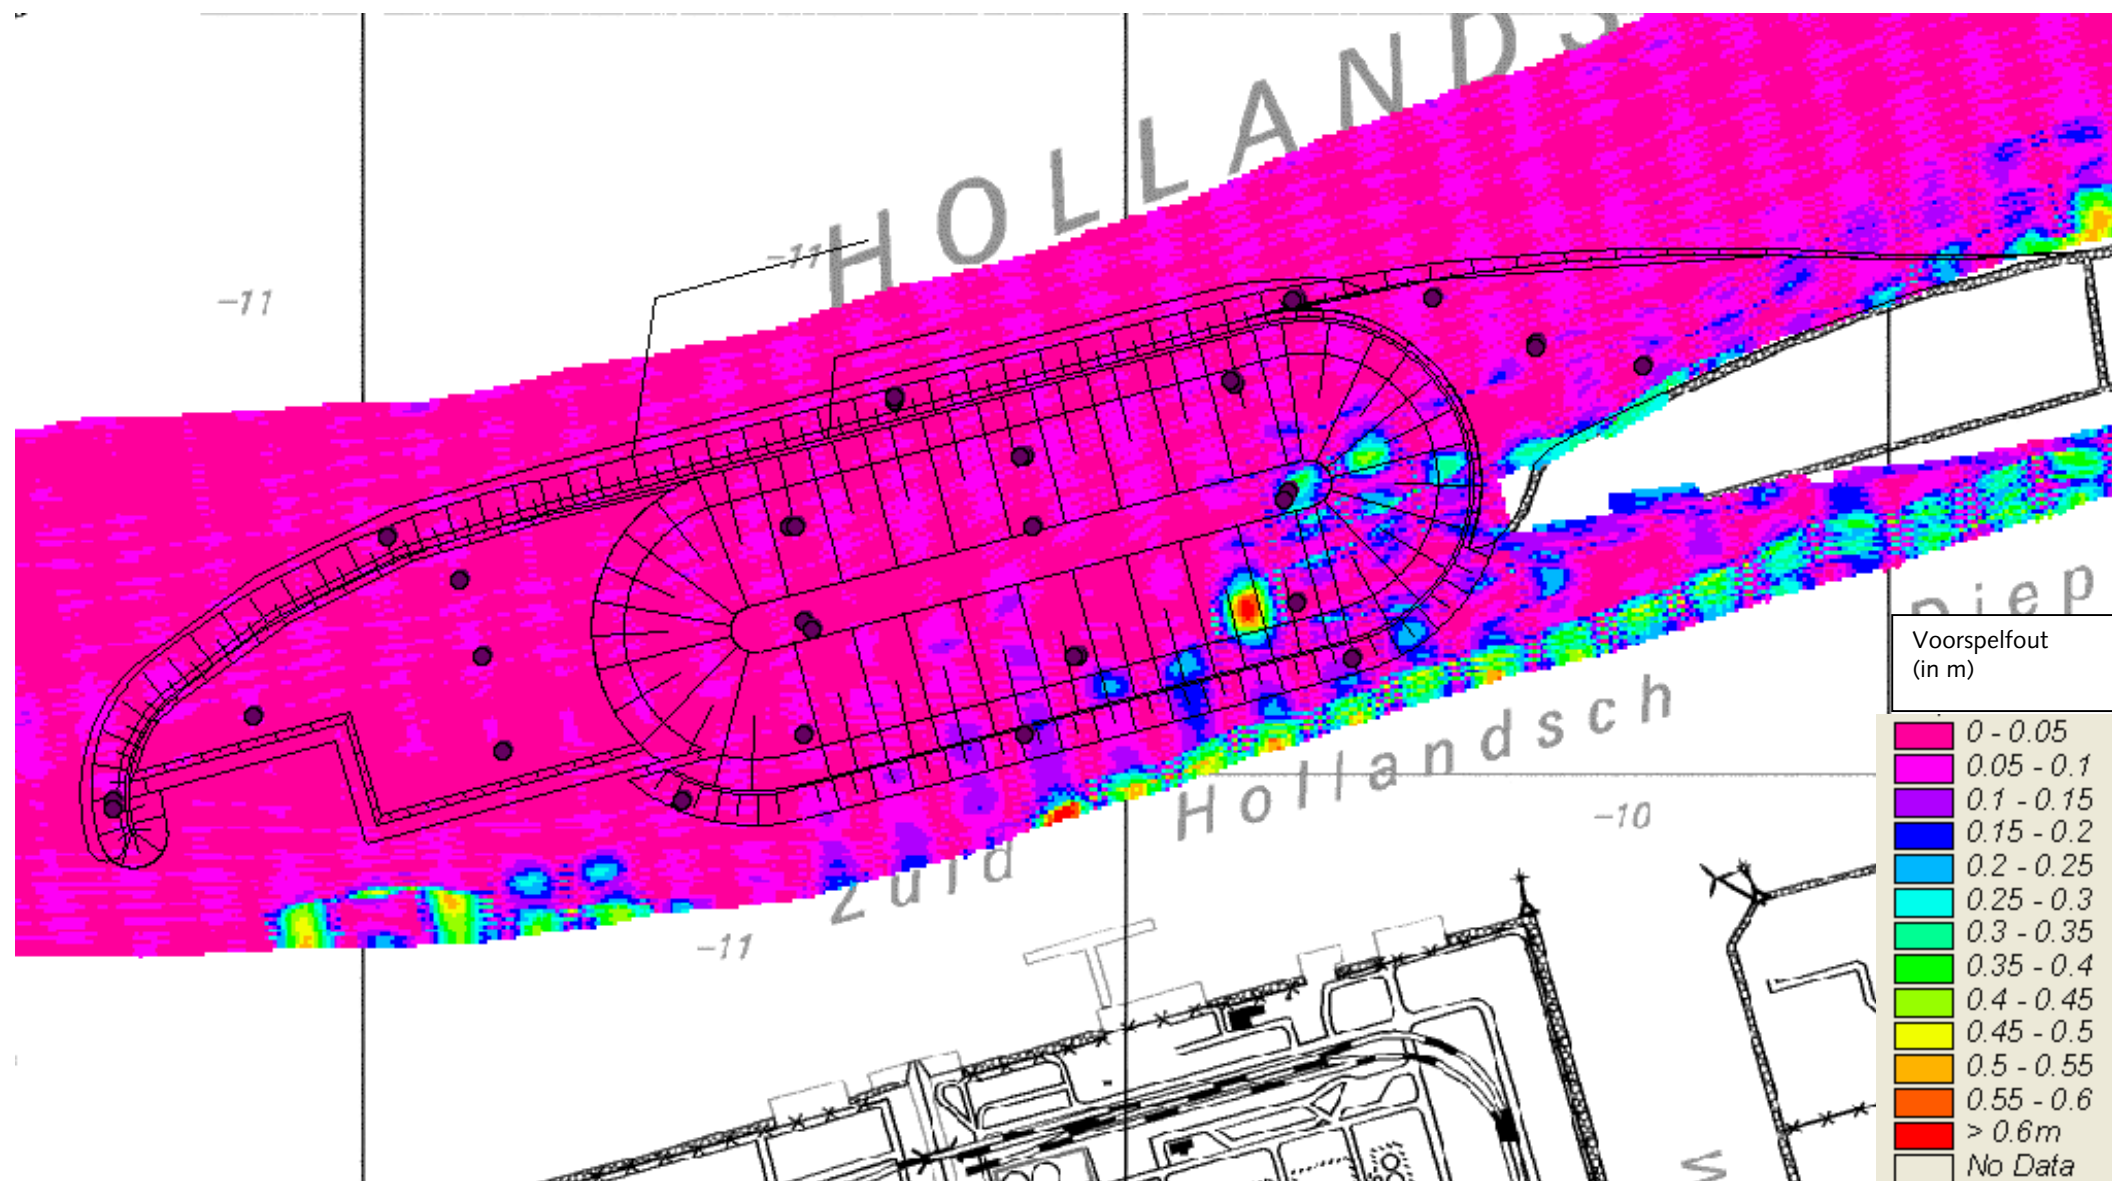 HOLLANDS
-11
-11
Diep
Voorspelfout
(in m)
Hollandsch
Zuid
-10
-11
0 - 0.05
0.05 - 0.1
0.1 - 0.15
0.15 - 0.2
0.2 - 0.25
0.25 - 0.3
0.3 - 0.35
0.35 - 0.4
0.4 - 0.45
0.45 - 0.5
0.5 - 0.55
0.55 - 0.6
> 0.6m
No Data